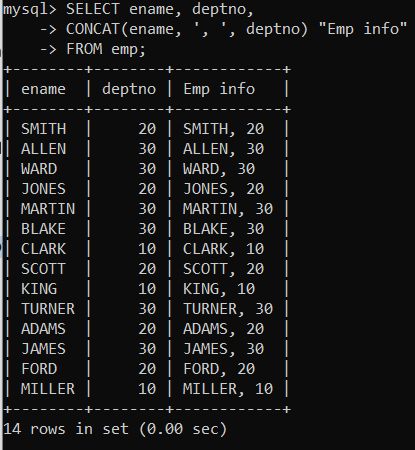 mysql> SELECT ename, deptno,
    -> CONCAT(ename, ', ', deptno) "Emp info"
    -> FROM emp;
+--------+--------+------------+
| ename  | deptno | Emp info   |
+--------+--------+------------+
| SMITH  |     20 | SMITH, 20  |
| ALLEN  |     30 | ALLEN, 30  |
| WARD   |     30 | WARD, 30   |
| JONES  |     20 | JONES, 20  |
| MARTIN |     30 | MARTIN, 30 |
| BLAKE  |     30 | BLAKE, 30  |
| CLARK  |     10 | CLARK, 10  |
| SCOTT  |     20 | SCOTT, 20  |
| KING   |     10 | KING, 10   |
| TURNER |     30 | TURNER, 30 |
| ADAMS  |     20 | ADAMS, 20  |
| JAMES  |     30 | JAMES, 30  |
| FORD   |     20 | FORD, 20   |
| MILLER |     10 | MILLER, 10 |
+--------+--------+------------+
14 rows in set (0.00 sec)